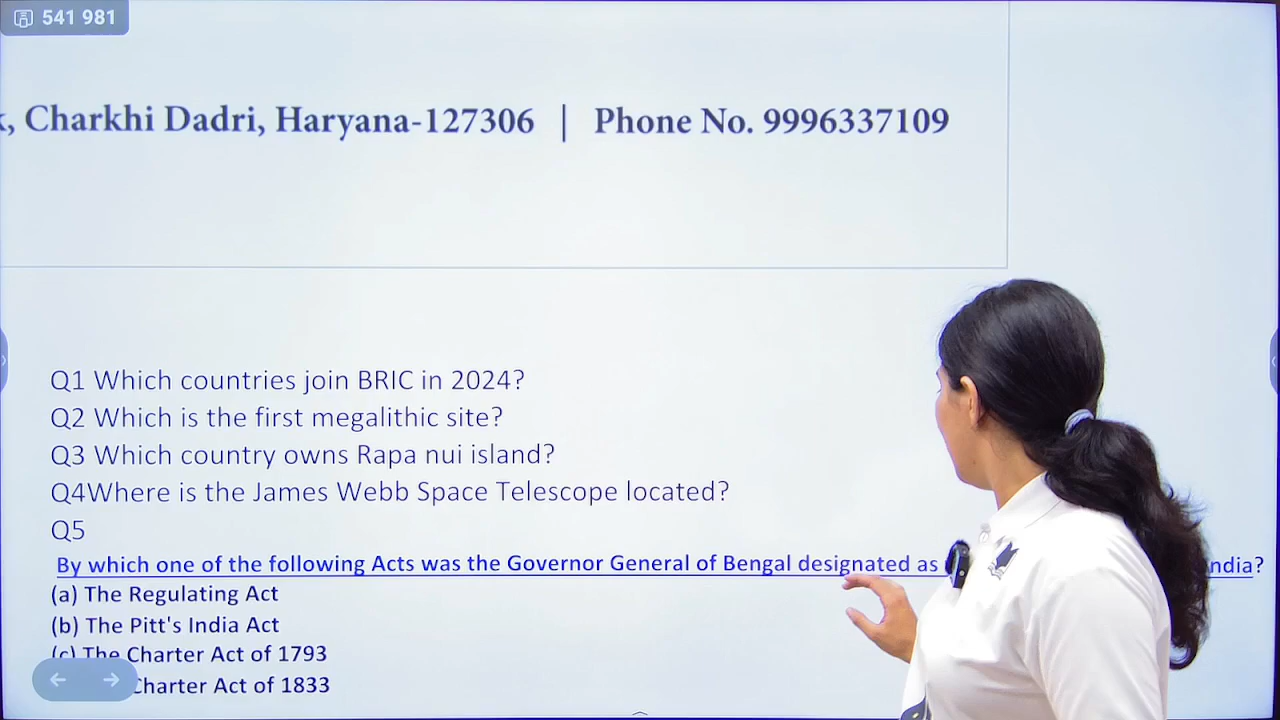 541 981
, Charkhi Dadri, Haryana-127306 | Phone No. 9996337109
Q1 Which countries join BRIC in 2024?
Q2 Which is the first megalithic site?
Q3 Which country owns Rapa nui island?
Q4Where is the James Webb Space Telescope located?
Q5
By which one of the following Acts was the Governor General of Bengal designated as ndia?
(a) The Regulating Act
(b) The Pitt's India Act
(c) The Charter Act of 1793
Charter Act of 1833